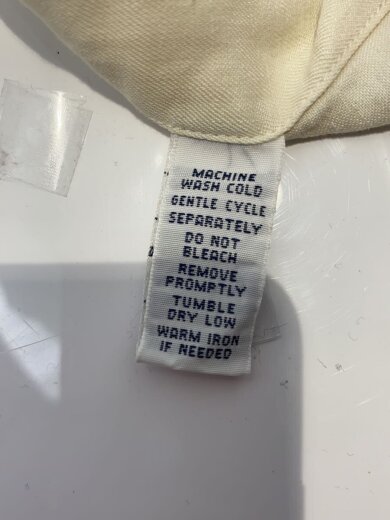 MACHINE
WASH COLD
GENTLE CYCLE
SEPARATELY
DO NOT
BLEACH
REMOVE
PROMPTLY
TUMBLE
DRY LOW
WARM IRON
IF NEEDED